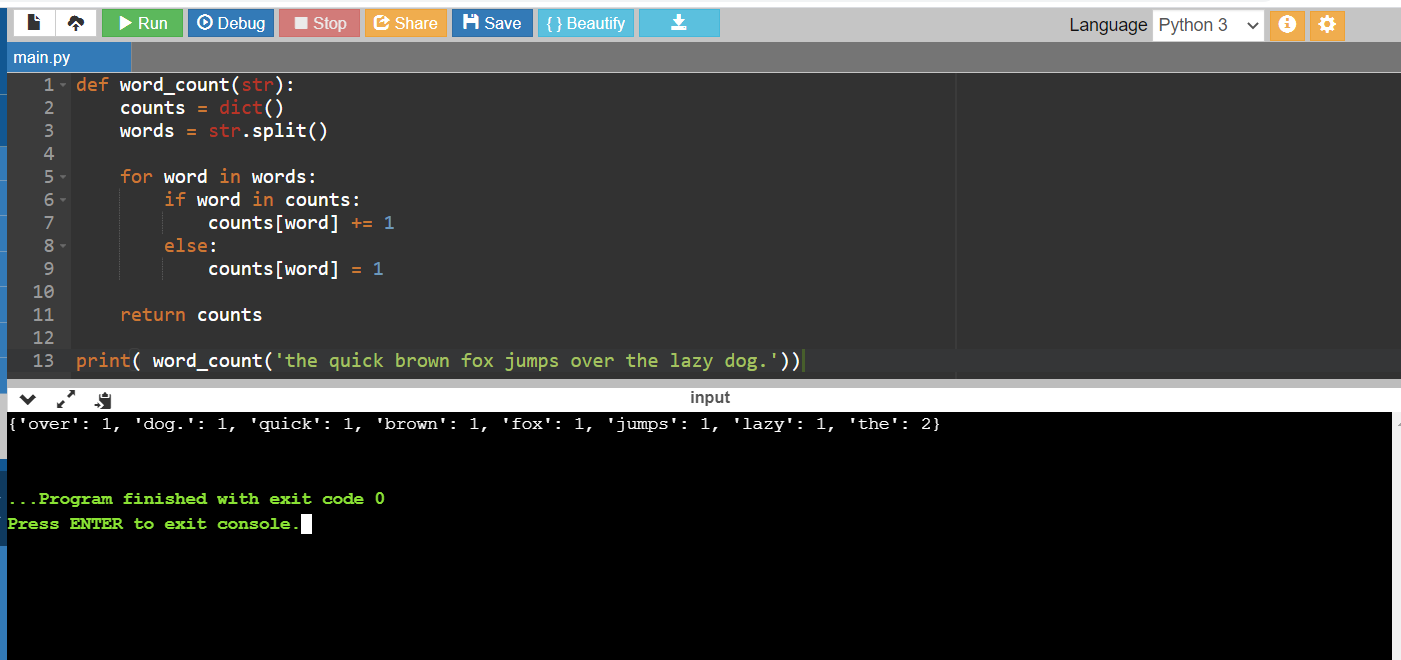 Run Debug Stop Share Save { } Beautify Language Python 3
main.py
1 def word_count(str):
2     counts = dict()
3     words = str.split()
4
5     for word in words:
6         if word in counts:
7             counts[word] += 1
8         else:
9             counts[word] = 1
10
11     return counts
12
13 print( word_count('the quick brown fox jumps over the lazy dog.'))
input
{'over': 1, 'dog.': 1, 'quick': 1, 'brown': 1, 'fox': 1, 'jumps': 1, 'lazy': 1, 'the': 2}
...Program finished with exit code 0
Press ENTER to exit console.